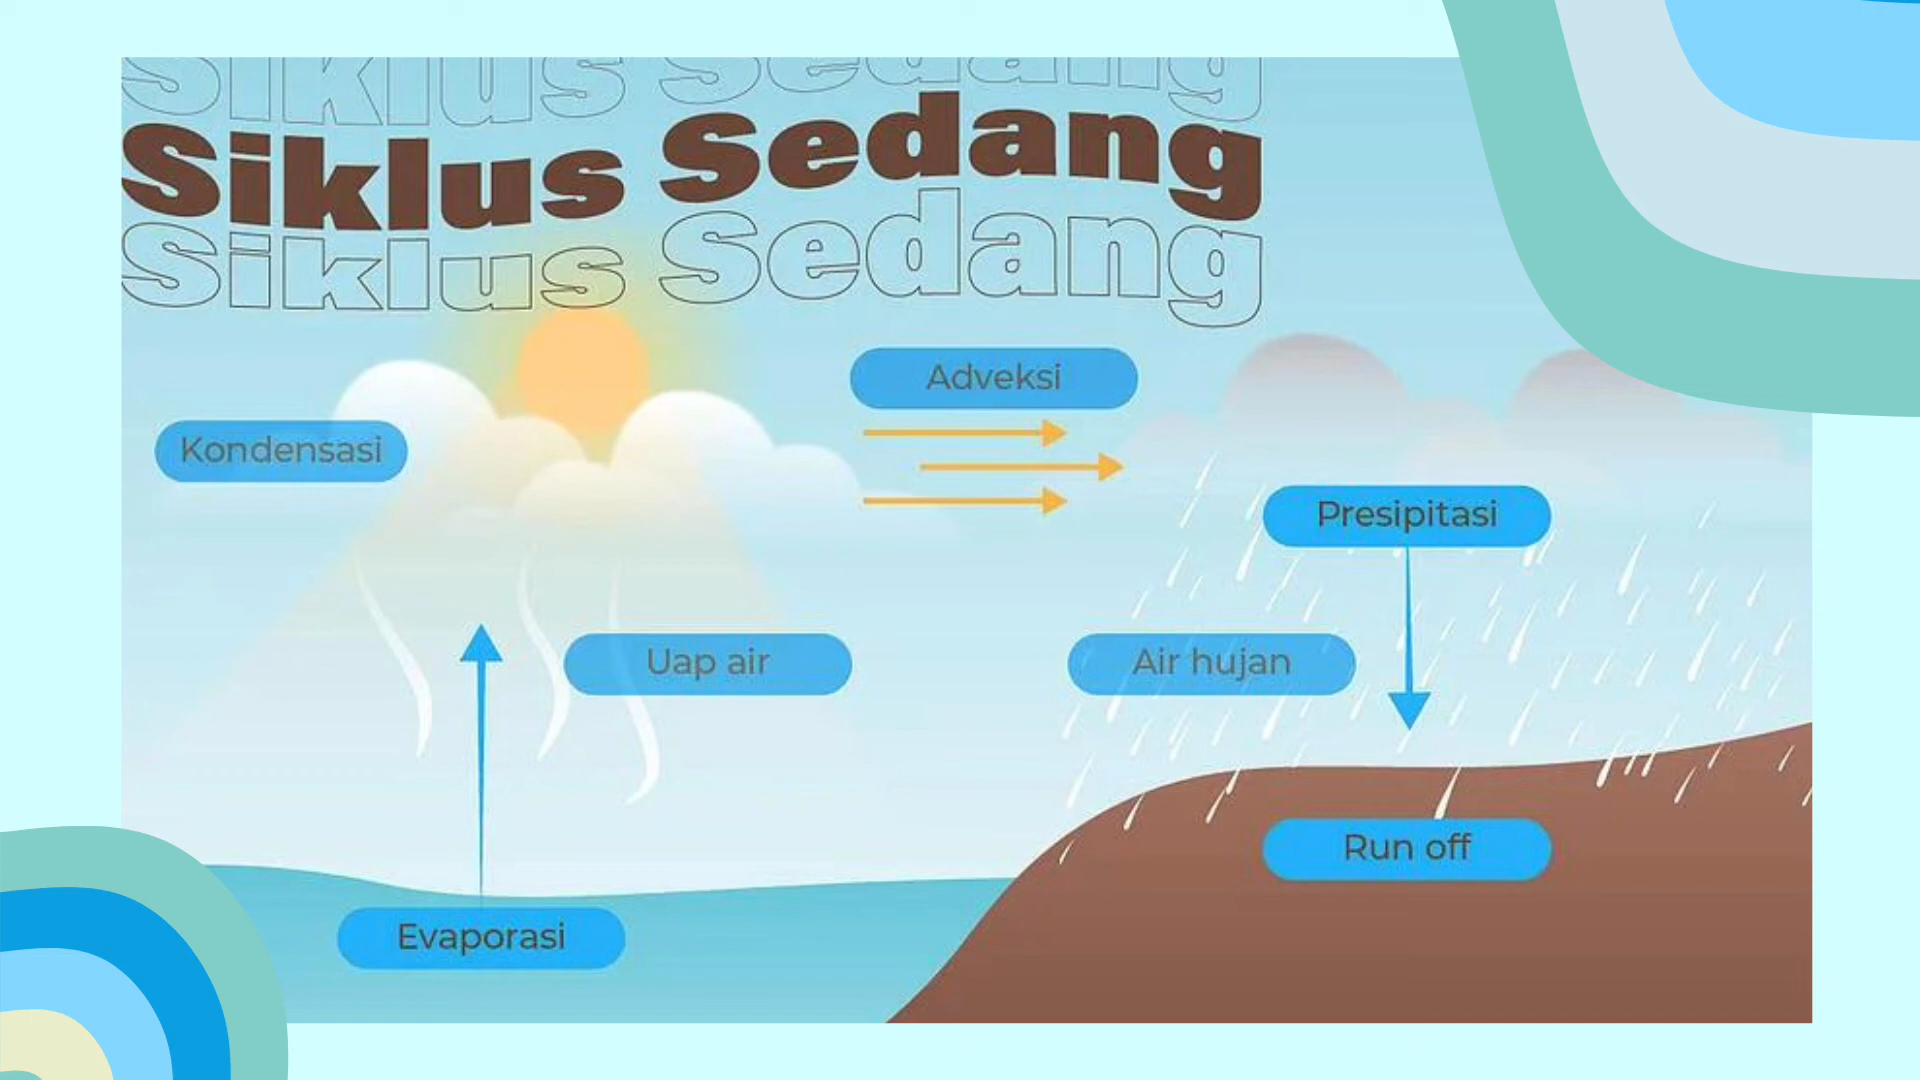 Siklus Sedang
Siklus Sedang
Siklus Sedang
Adveksi
Kondensasi
Presipitasi
Uap air
Air hujan
Run off
Evaporasi